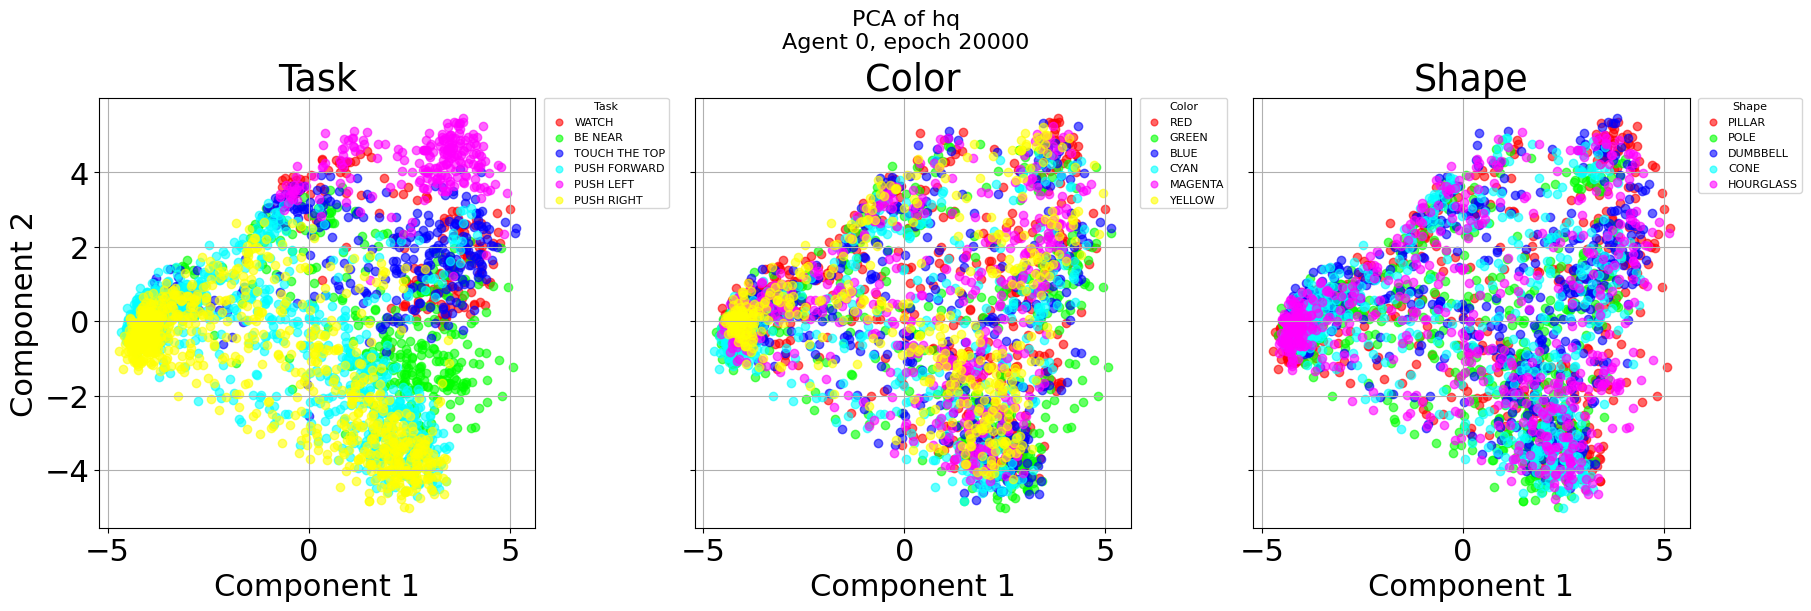 PCA of hq
Agent 0, epoch 20000
Task
Color
Shape
Task
WATCH
BE NEAR
TOUCH THE TOP
PUSH FORWARD
PUSH LEFT
PUSH RIGHT
Color
RED
GREEN
BLUE
CYAN
MAGENTA
YELLOW
Shape
PILLAR
POLE
DUMBBELL
CONE
HOURGLASS
Component 2
4
2
0
−2
−4
−5 0 5
−5 0 5
−5 0 5
Component 1
Component 1
Component 1